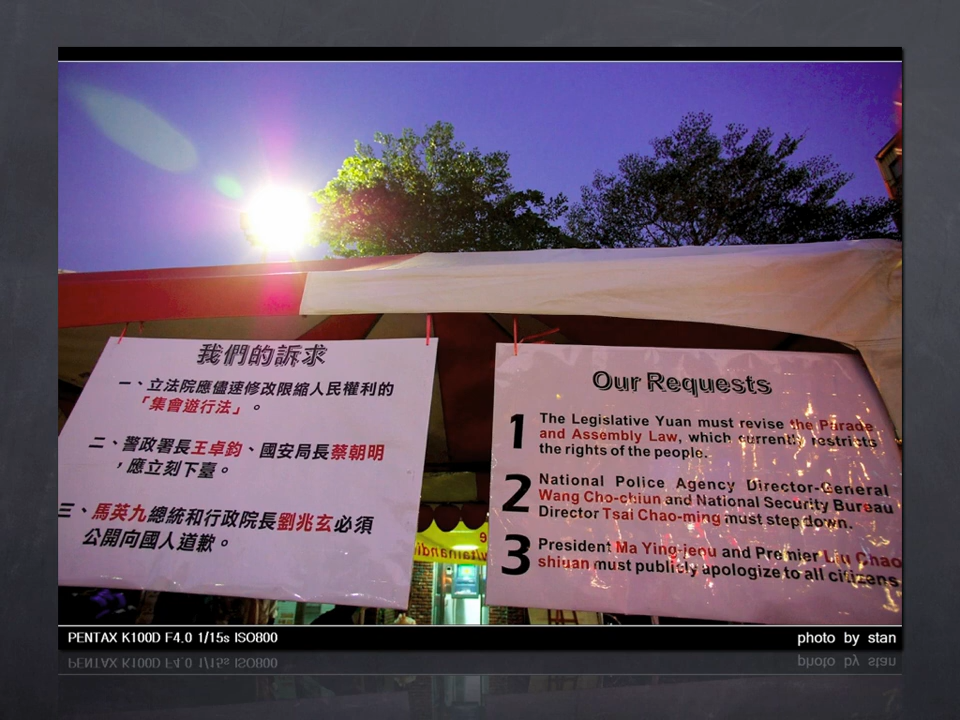 我們的訴求
一、立法院應儘速修改限縮人民權利的
「集會遊行法」。
二、警政署長王卓鈞、國安局長蔡朝明
，應立刻下臺。
三、馬英九總統和行政院長劉兆玄必須
公開向國人道歉。
Our Requests
1 The Legislative Yuan must revise the Parade
and Assembly Law, which currently restricts
the rights of the people.
2 National Police Agency Director-General
Wang Cho-chiun and National Security Bureau
Director Tsai Chao-ming must step down.
3 President Ma Ying-jeou and Premier Liu Chao
shiuan must publicly apologize to all citizens
PENTAX K100D F4.0 1/15s ISO800
photo by stan